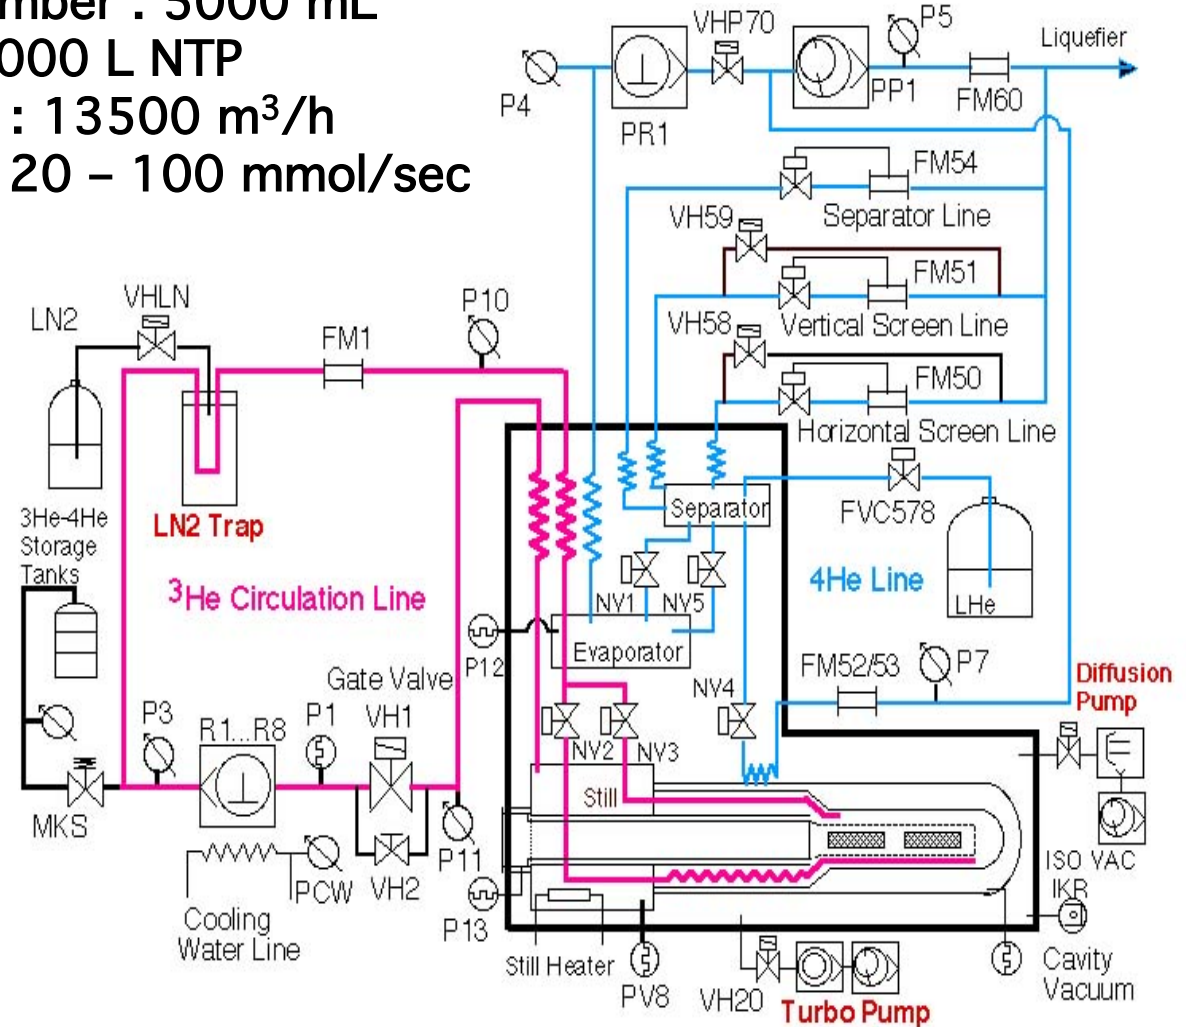 mber : 5000 mL
000 L NTP
: 13500 m³/h
20 – 100 mmol/sec
P4
PR1
VHP70
PP1
P5
FM60
Liquefier
FM54
Separator Line
VH59
FM51
Vertical Screen Line
VH58
FM50
Horizontal Screen Line
LN2
VHLN
FM1
P10
LN2 Trap
3He-4He
Storage
Tanks
³He Circulation Line
Separator
FVC578
4He Line
LHe
NV1
NV5
P12
Evaporator
FM52/53
P7
Diffusion
Pump
Gate Valve
VH1
P3
R1...R8
P1
NV4
NV2
NV3
Still
MKS
PCW
VH2
P11
Cooling
Water Line
P13
Still Heater
PV8
VH20
Turbo Pump
ISO VAC
IKR
Cavity
Vacuum